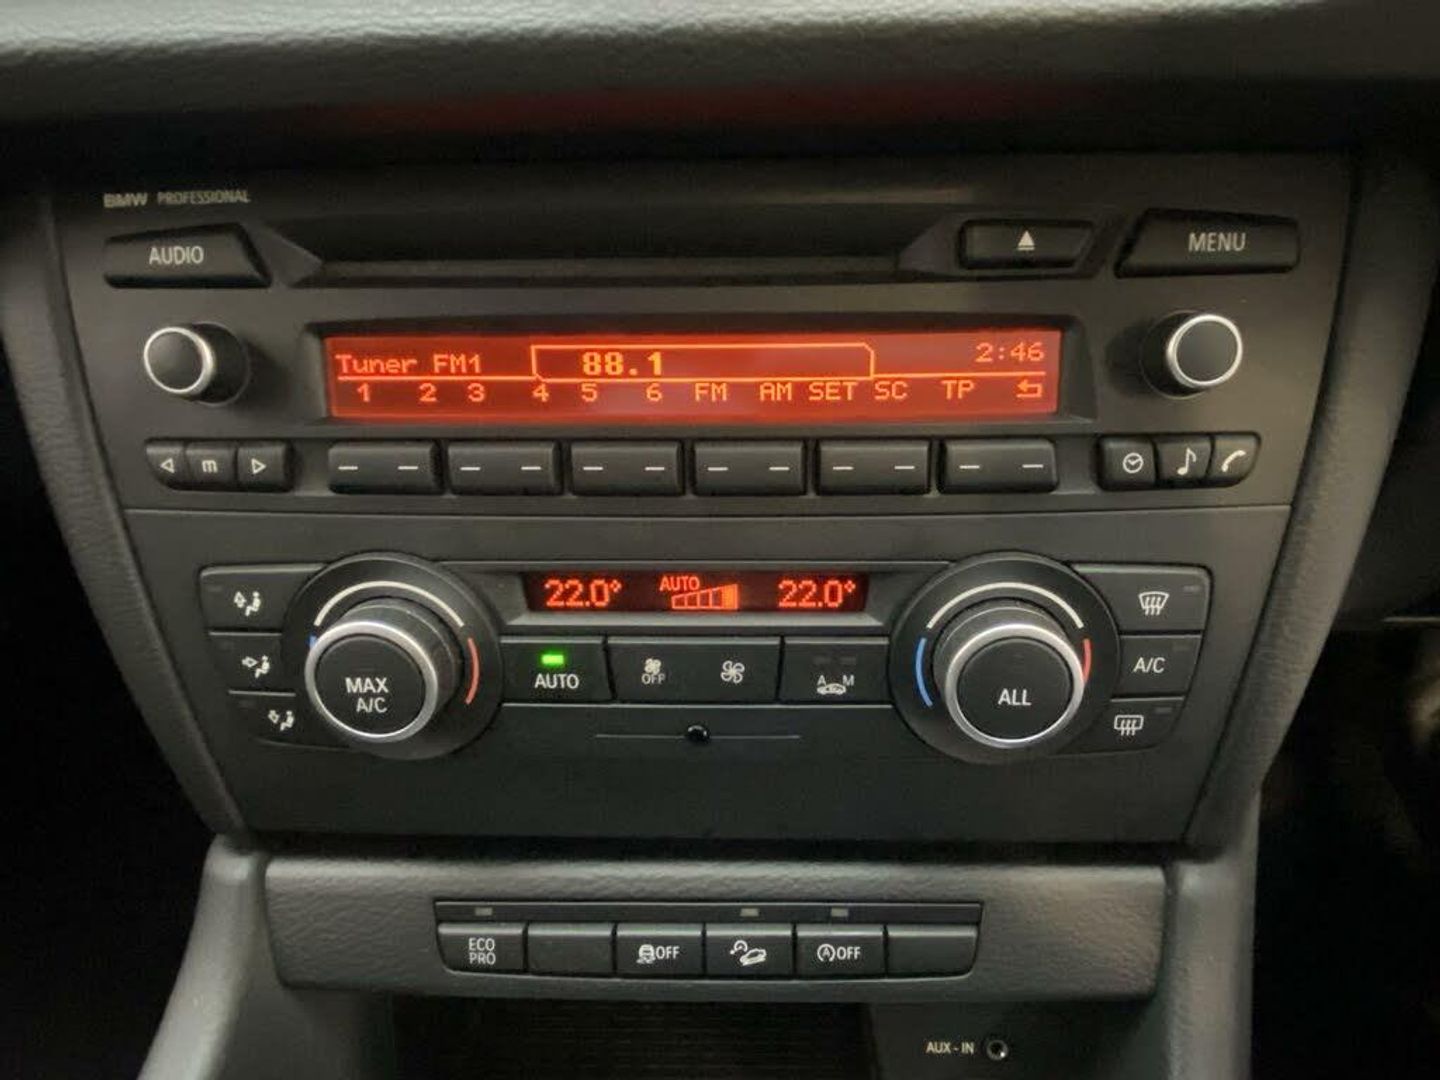 BMW PROFESSIONAL
AUDIO
MENU
Tuner FM1 88.1 2:46
1 2 3 4 5 6 FM AM SET SC TP
m
22.0° AUTO 22.0°
MAX
A/C
AUTO
OFF
A M
ALL
A/C
ECO
PRO
OFF
A OFF
AUX-IN